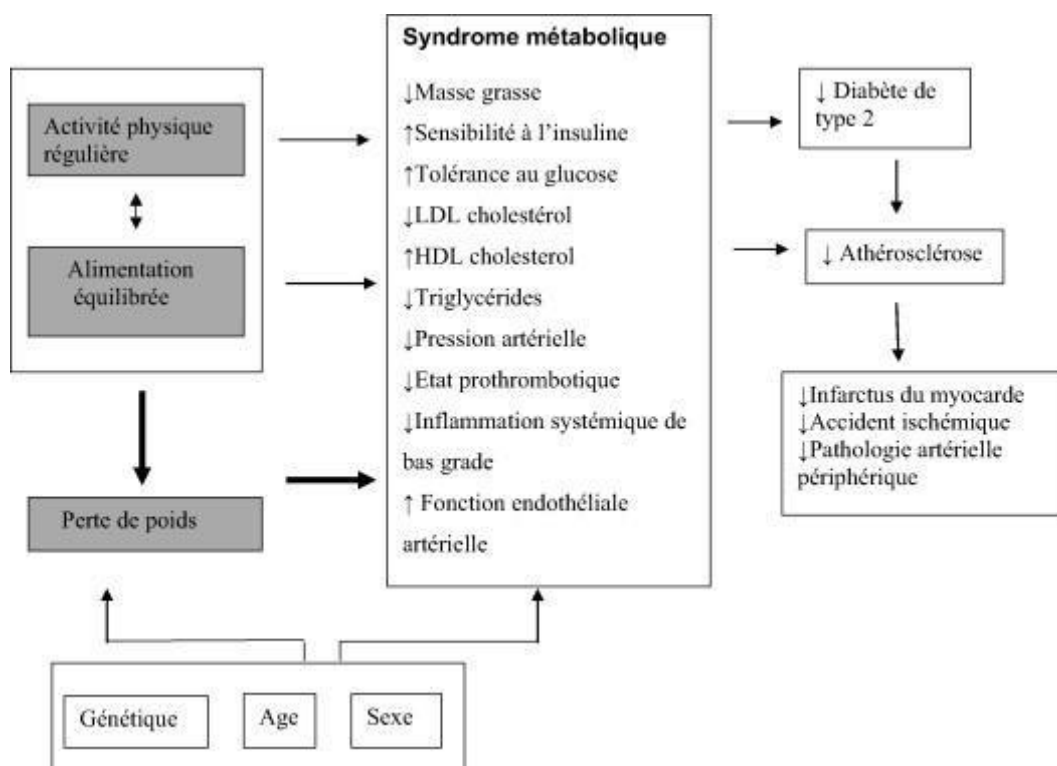 Activité physique
régulière
Alimentation
équilibrée
Perte de poids
Syndrome métabolique
↓Masse grasse
↑Sensibilité à l'insuline
↑Tolérance au glucose
↓LDL cholestérol
↑HDL cholesterol
↓Triglycérides
↓Pression artérielle
↓Etat prothrombotique
↓Inflammation systémique de
bas grade
↑ Fonction endothéliale
artérielle
↓ Diabète de
type 2
↓ Athérosclérose
↓Infarctus du myocarde
↓Accident ischémique
↓Pathologie artérielle
périphérique
Génétique
Age
Sexe